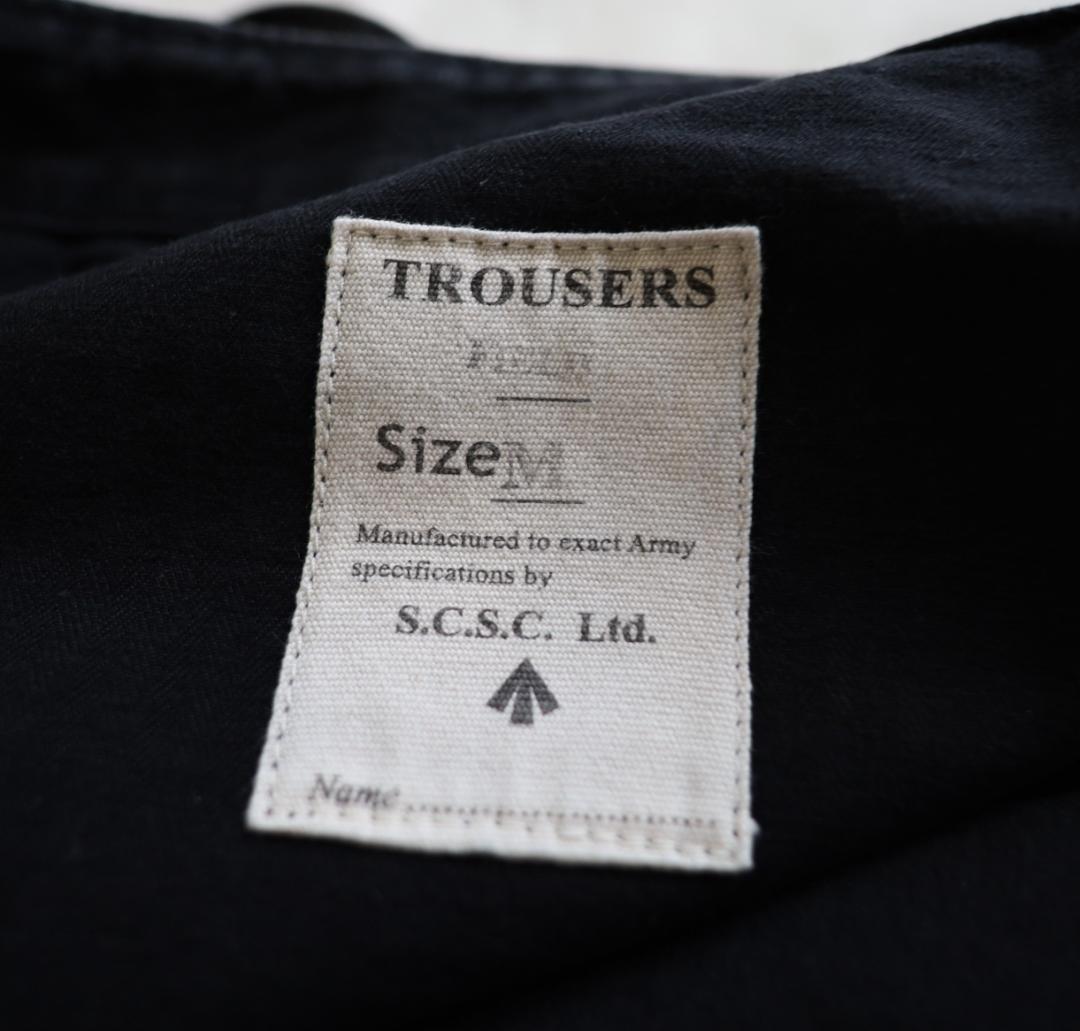 TROUSERS
Size M
Manufactured to exact Army
specifications by
S.C.S.C. Ltd.
Name....................